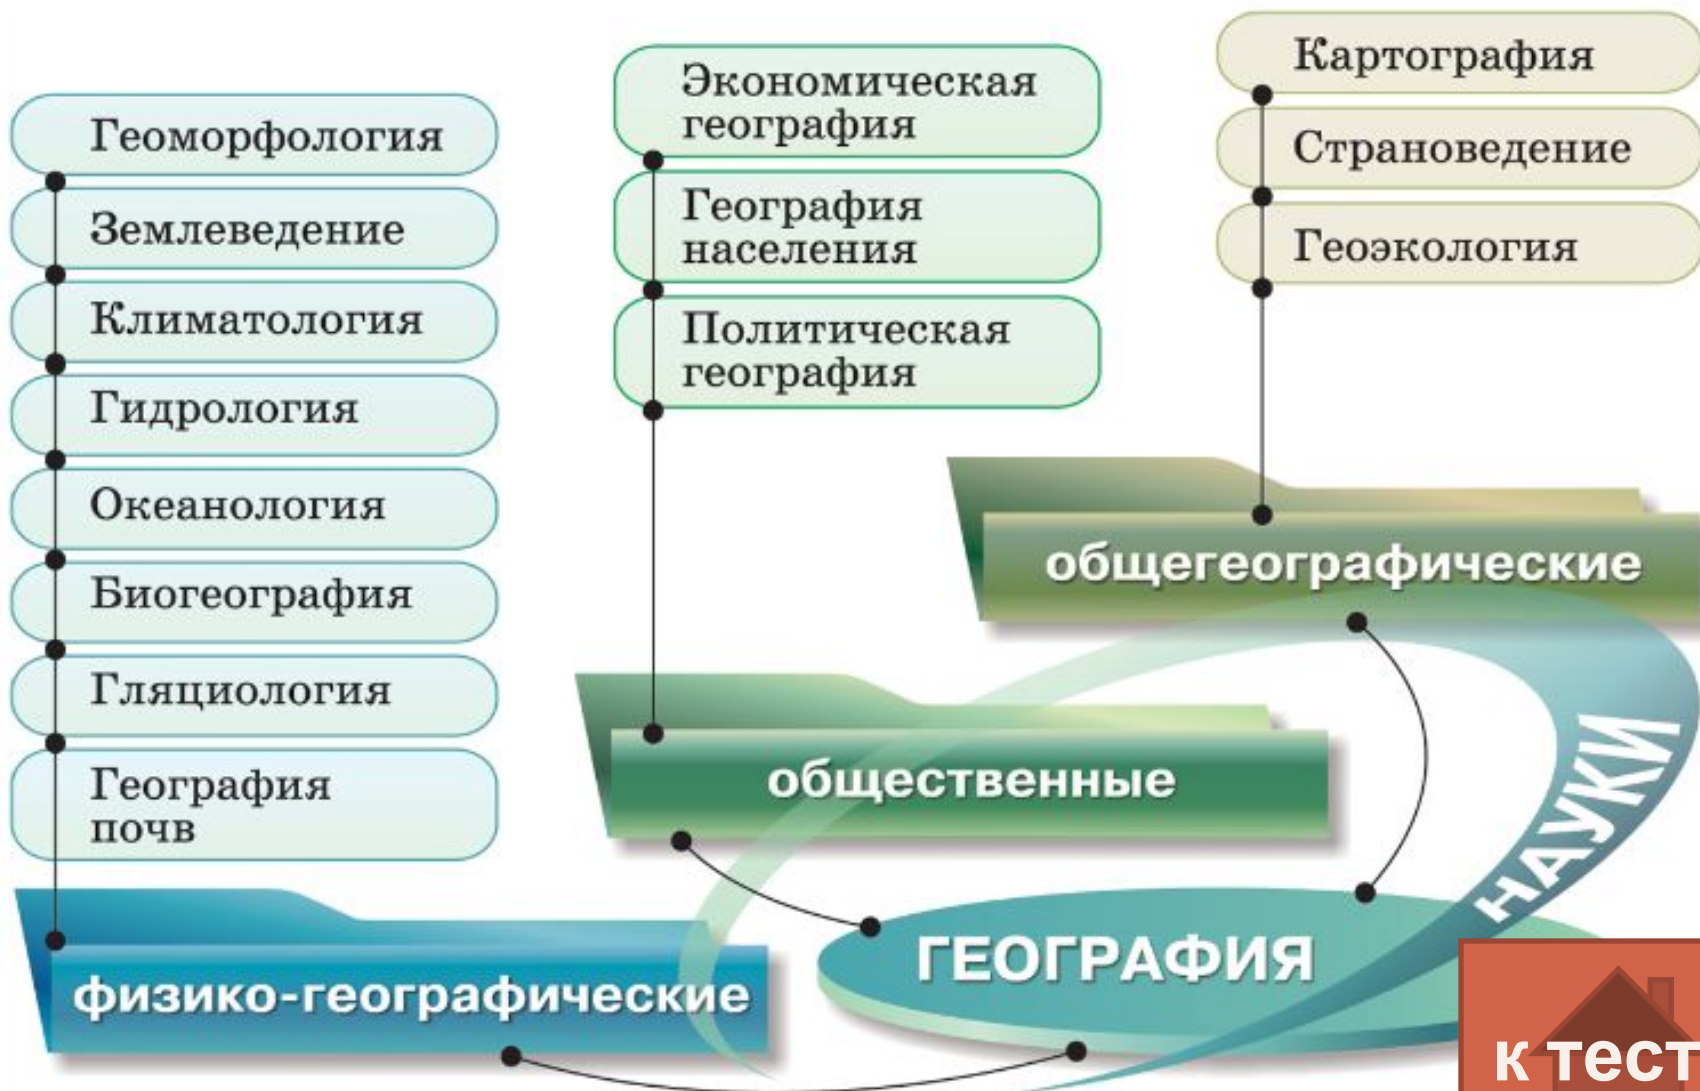 Геоморфология
Землеведение
Климатология
Гидрология
Океанология
Биогеография
Гляциология
География
почв
физико-географические
Экономическая
география
География
населения
Политическая
география
общественные
Картография
Страноведение
Геоэкология
общегеографические
НАУКИ
ГЕОГРАФИЯ
к тест